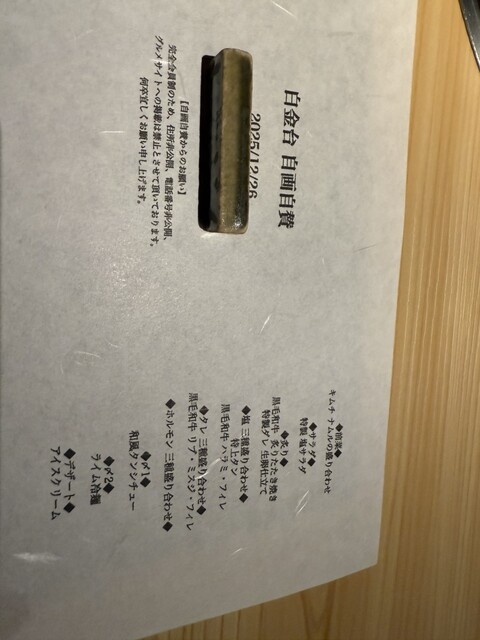 白金台 自画自賛
2025/12/26
【自画自賛からのお願い】
完全会員制のため、住所非公開、電話番号非公開、
グルメサイトへの掲載は禁止とさせて頂いております。
何卒宜しくお願い申し上げます。
◆前菜◆
キムチ ナムルの盛り合わせ
◆サラダ◆
特製 塩サラダ
◆炙り◆
黒毛和牛 炙りたたき焼き
特製ダレ 生卵仕立て
◆塩 三種盛り合わせ◆
特上タン
黒毛和牛 ハラミ・フィレ
◆タレ 三種盛り合わせ◆
黒毛和牛 リブ・ミスジ・フィレ
◆ホルモン 三種盛り合わせ◆
◆〆1◆
和風タンシチュー
◆〆2◆
ライム冷麺
◆デザート◆
アイスクリーム